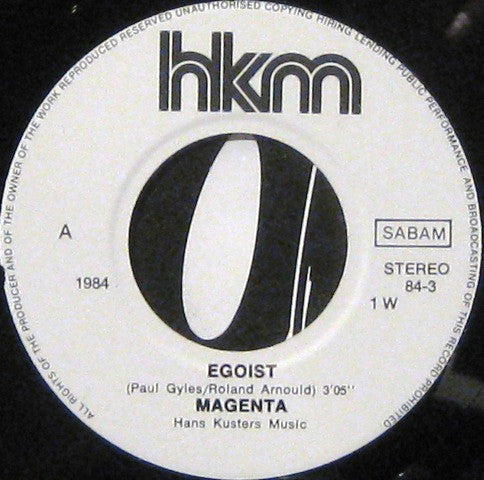 hkm
A
1984
SABAM
STEREO
84-3
1 W
EGOIST
(Paul Gyles/Roland Arnould) 3'05''
MAGENTA
Hans Kusters Music
ALL RIGHTS OF THE PRODUCER AND OF THE OWNER OF THE WORK REPRODUCED RESERVED UNAUTHORISED COPYING HIRING LENDING PUBLIC PERFORMANCE AND BROADCASTING OF THIS RECORD PROHIBITED